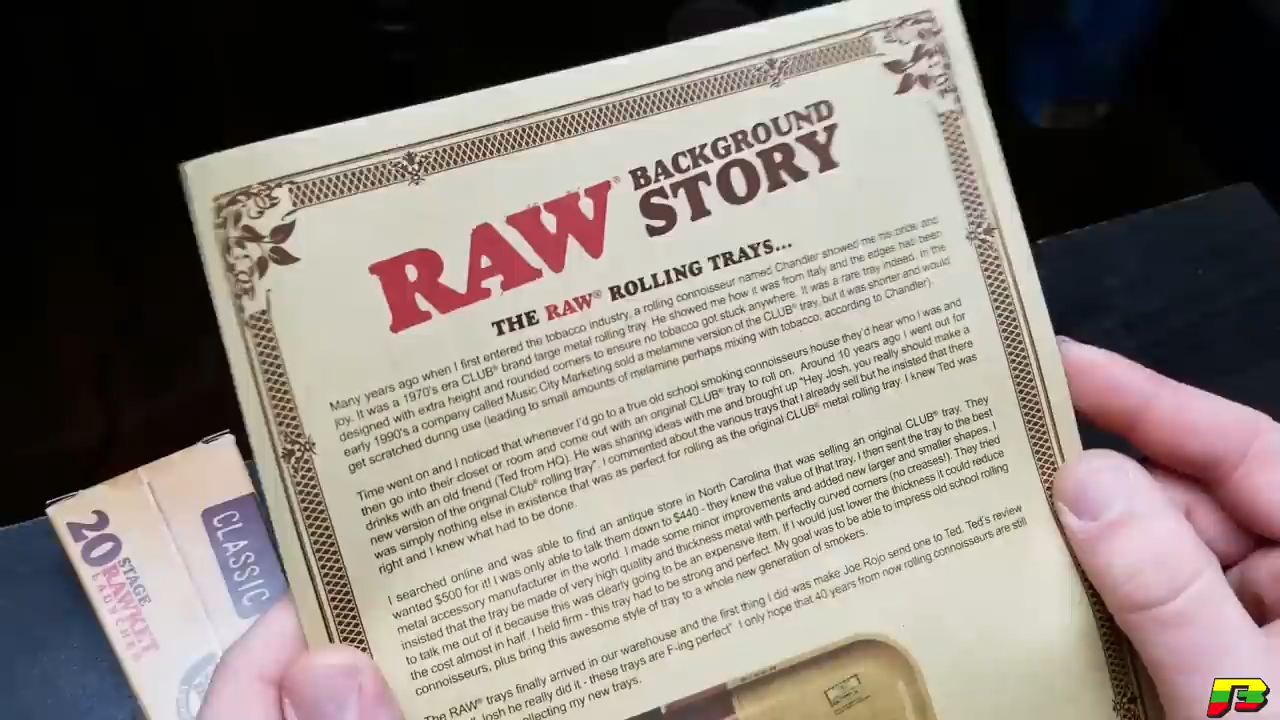 RAW® BACKGROUND
STORY
THE RAW® ROLLING TRAYS...
Many years ago when I first entered the tobacco industry, a rolling connoisseur named Chandler showed me his pride and
joy. It was a 1970's era CLUB® brand large metal rolling tray. He showed me how it was from Italy and the edges has been
designed with extra height and rounded corners to ensure no tobacco got stuck anywhere. It was a rare tray indeed. In the
early 1990's a company called Music City Marketing sold a melamine version of the CLUB® tray, but it was shorter and would
get scratched during use (leading to small amounts of melamine perhaps mixing with tobacco, according to Chandler).
Time went on and I noticed that whenever I'd go to a true old school smoking connoisseurs house they'd hear who I was and
then go into their closet or room and come out with an original CLUB® tray to roll on. Around 10 years ago I went out for
drinks with an old friend (Ted from HQ). He was sharing ideas with me and brought up "Hey Josh, you really should make a
new version of the original Club® rolling tray". I commented about the various trays that I already sell but he insisted that there
was simply nothing else in existence that was as perfect for rolling as the original CLUB® metal rolling tray. I knew Ted was
right and I knew what had to be done.
I searched online and was able to find an antique store in North Carolina that was selling an original CLUB® tray. They
wanted $500 for it! I was only able to talk them down to $440 - they knew the value of that tray. I then sent the tray to the best
metal accessory manufacturer in the world. I made some minor improvements and added new larger and smaller shapes. I
insisted that the tray be made of very high quality and thickness metal with perfectly curved corners (no creases!). They tried
to talk me out of it because this was clearly going to be an expensive item. If I would just lower the thickness it could reduce
the cost almost in half. I held firm - this tray had to be strong and perfect. My goal was to be able to impress old school rolling
connoisseurs, plus bring this awesome style of tray to a whole new generation of smokers.
The RAW® trays finally arrived in our warehouse and the first thing I did was make Joe Rojo send one to Ted. Ted's review
Josh he really did it - these trays are F-ing perfect" I only hope that 40 years from now rolling connoisseurs are still
collecting my new trays.
20 STAGE
RAWKET
LAUNCHER
CLASSIC